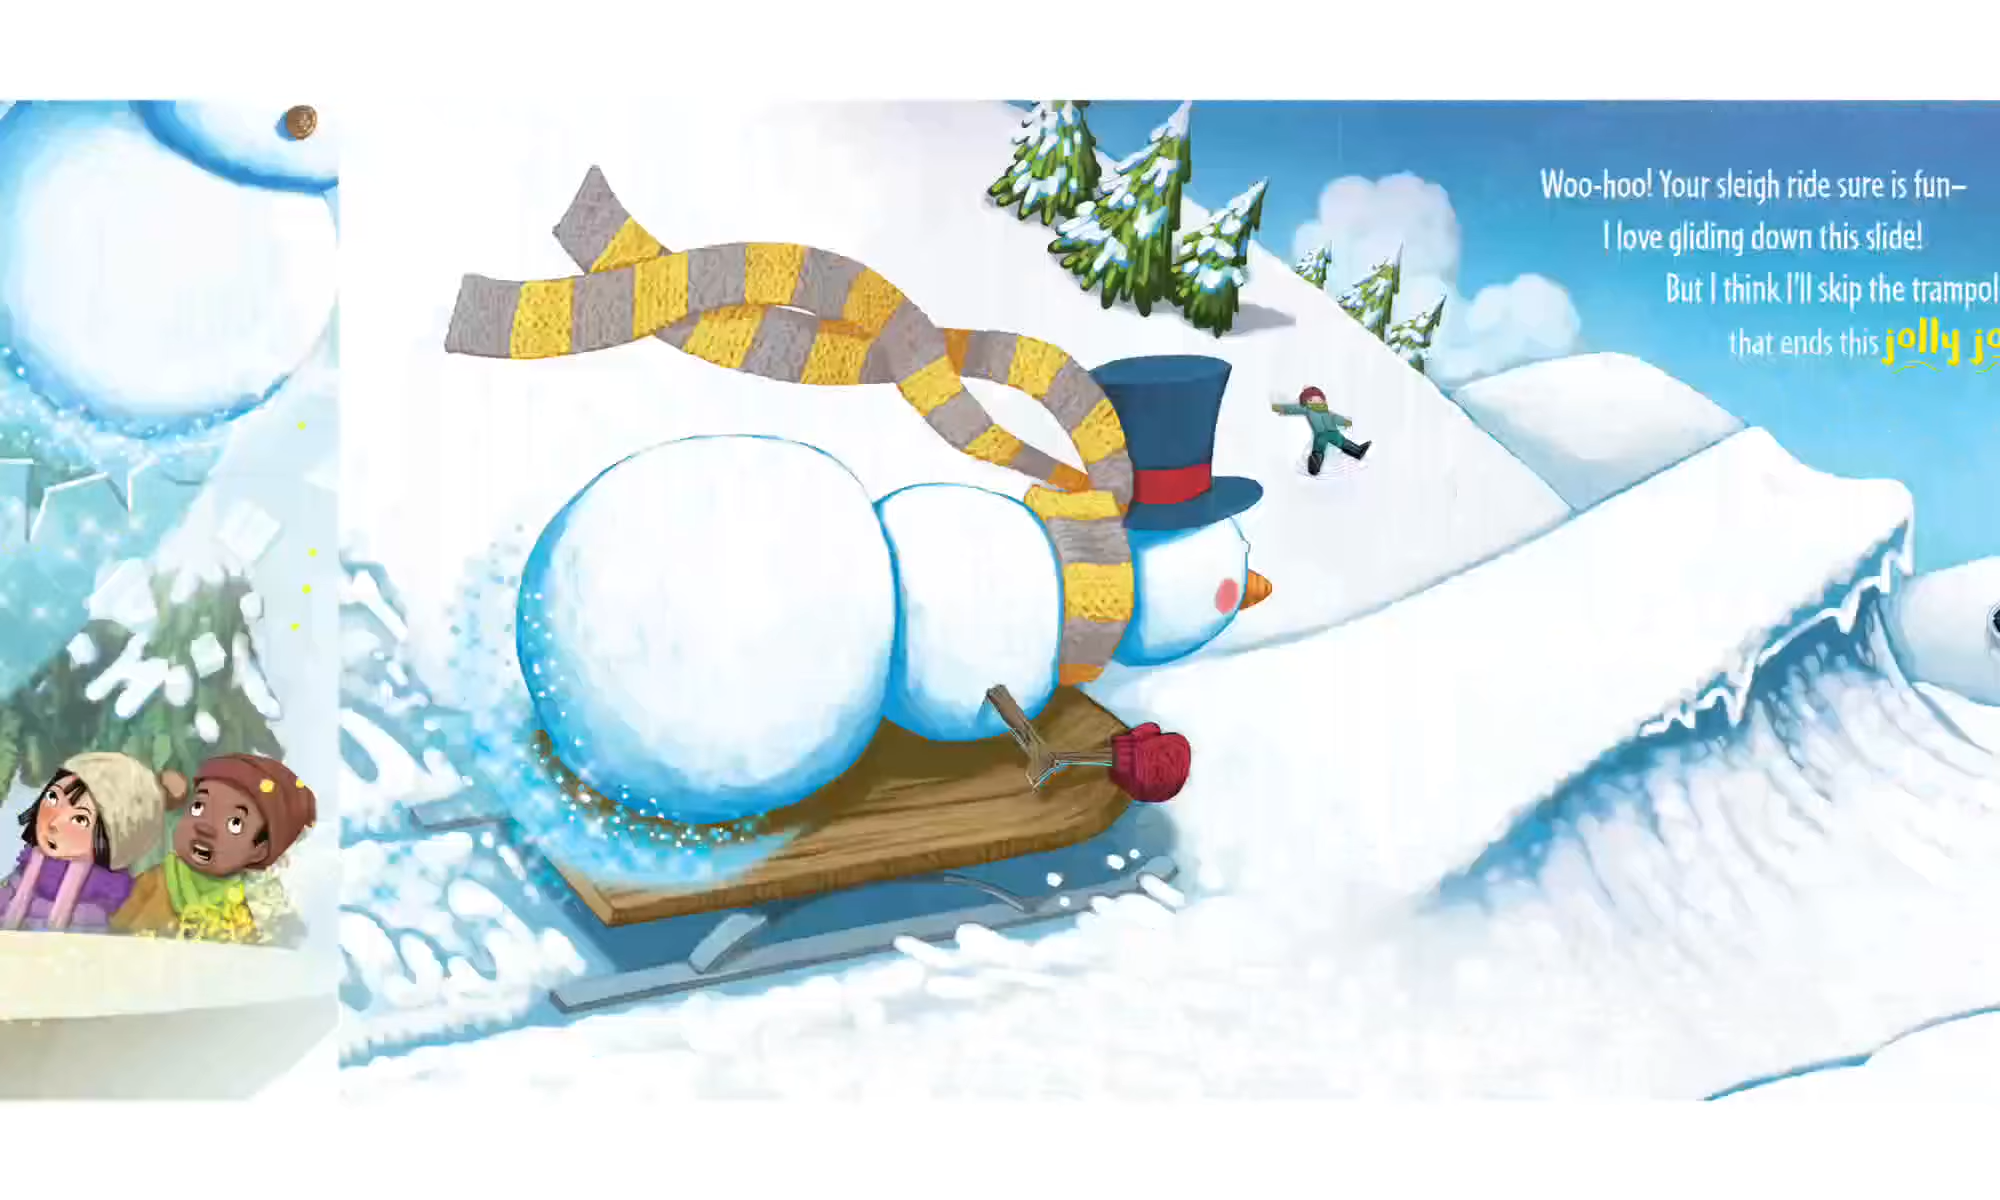 Woo-hoo! Your sleigh ride sure is fun–
I love gliding down this slide!
But I think I'll skip the
that ends this jolly